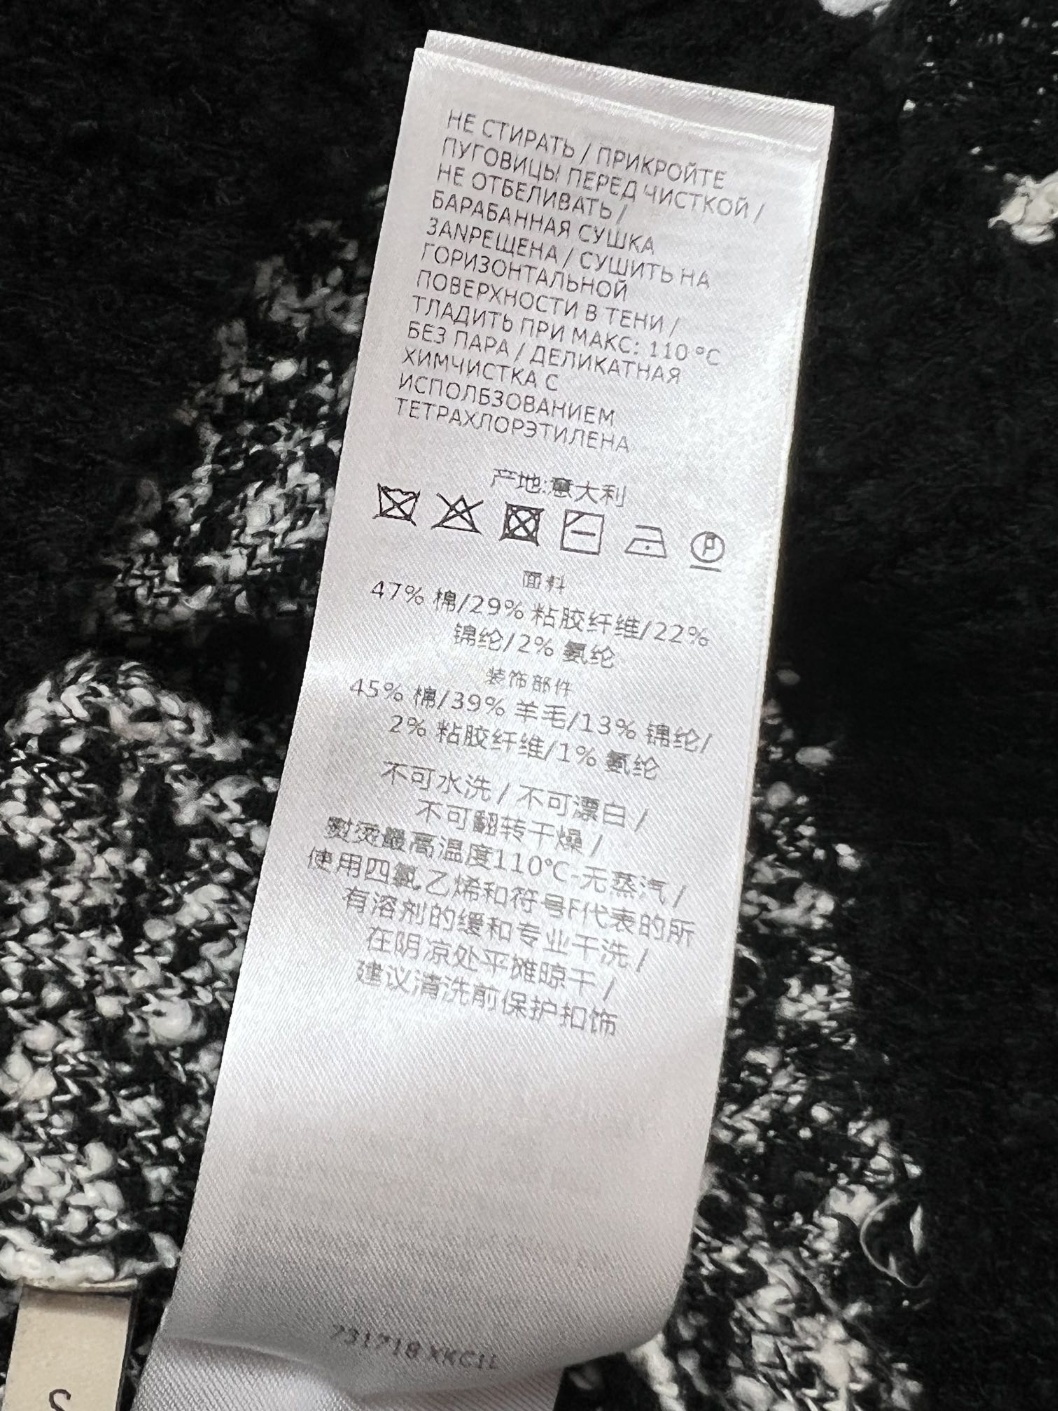 НЕ СТИРАТЬ / ПРИКРОЙТЕ
ПУГОВИЦЫ ПЕРЕД ЧИСТКОЙ /
НЕ ОТБЕЛИВАТЬ /
БАРАБАННАЯ СУШКА
ЗАNРЕЩЕНА / СУШИТЬ НА
ГОРИЗОНТАЛЬНОЙ
ПОВЕРХНОСТИ В ТЕНИ /
ТЛАДИТЬ ПРИ МАКС: 110 °C
БЕЗ ПАРА / ДЕЛИКАТНАЯ
ХИМЧИСТКА С
ИСПОЛБЗОВАНИЕМ
ТЕТРАХЛОРЭТИЛЕНА
产地:意大利
P
面料
47% 棉/29% 粘胶纤维/22%
锦纶/2% 氨纶
装饰部件
45% 棉/39% 羊毛/13% 锦纶/
2% 粘胶纤维/1% 氨纶
不可水洗 / 不可漂白 /
不可翻转干燥 /
熨烫最高温度110°C-无蒸汽 /
使用四氯乙烯和符号F代表的所
有溶剂的缓和专业干洗 /
在阴凉处平摊晾干 /
建议清洗前保护扣饰
731718 XKC1L
S